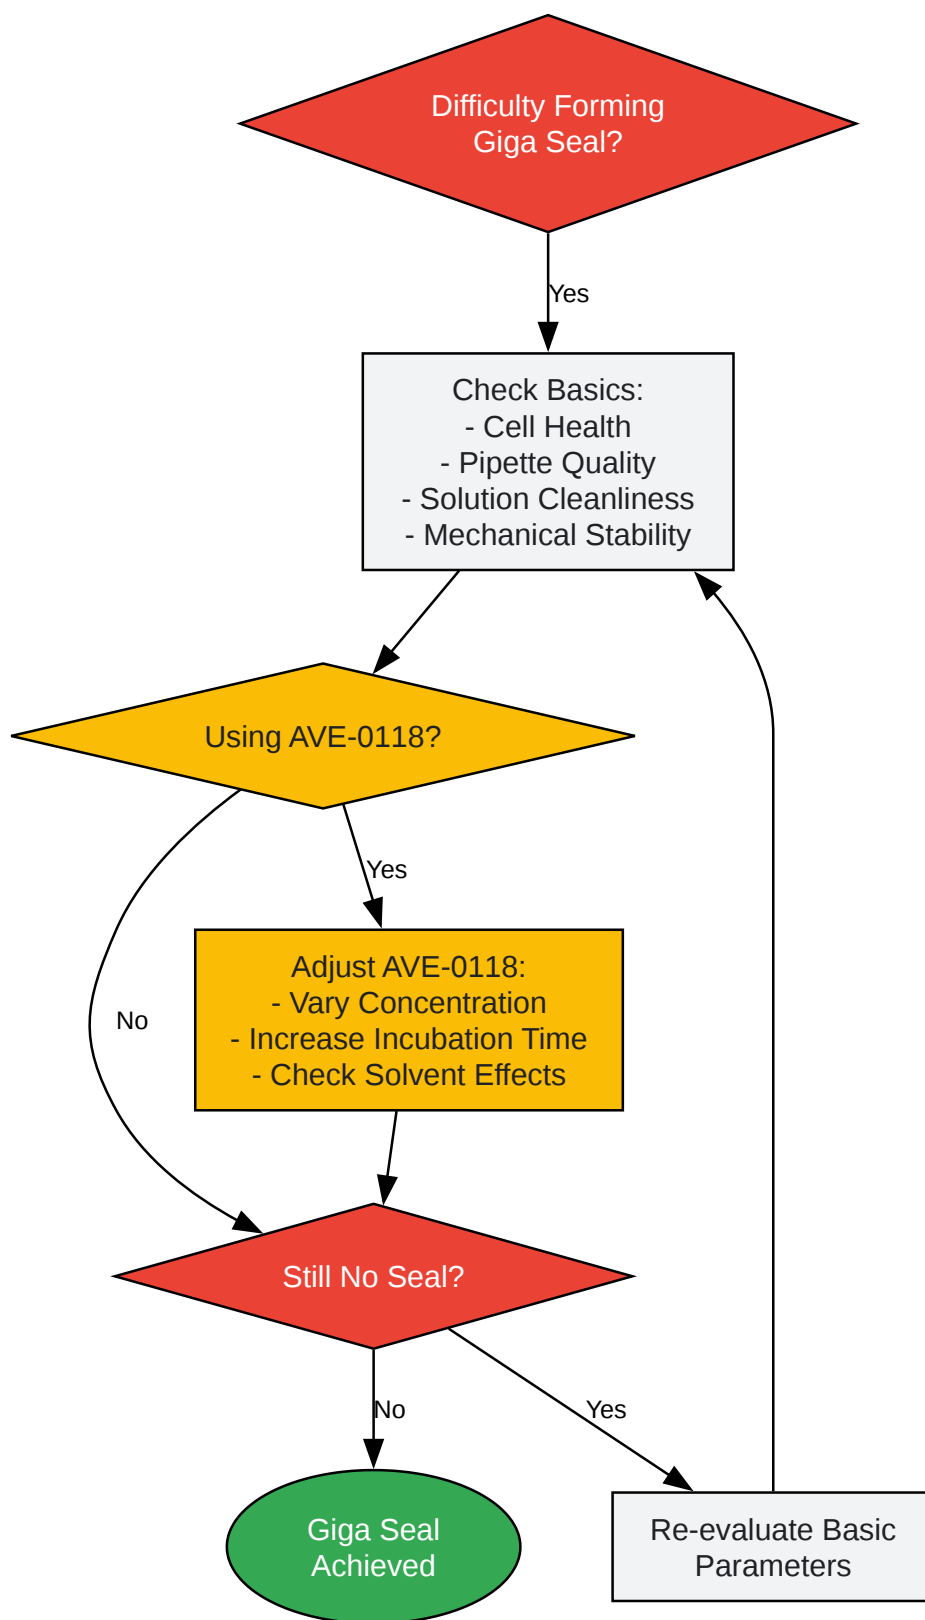 Difficulty Forming
Giga Seal?
Yes
Check Basics:
- Cell Health
- Pipette Quality
- Solution Cleanliness
- Mechanical Stability
Using AVE-0118?
Yes
Adjust AVE-0118:
- Vary Concentration
- Increase Incubation Time
- Check Solvent Effects
No
Still No Seal?
No
Yes
Giga Seal
Achieved
Re-evaluate Basic
Parameters